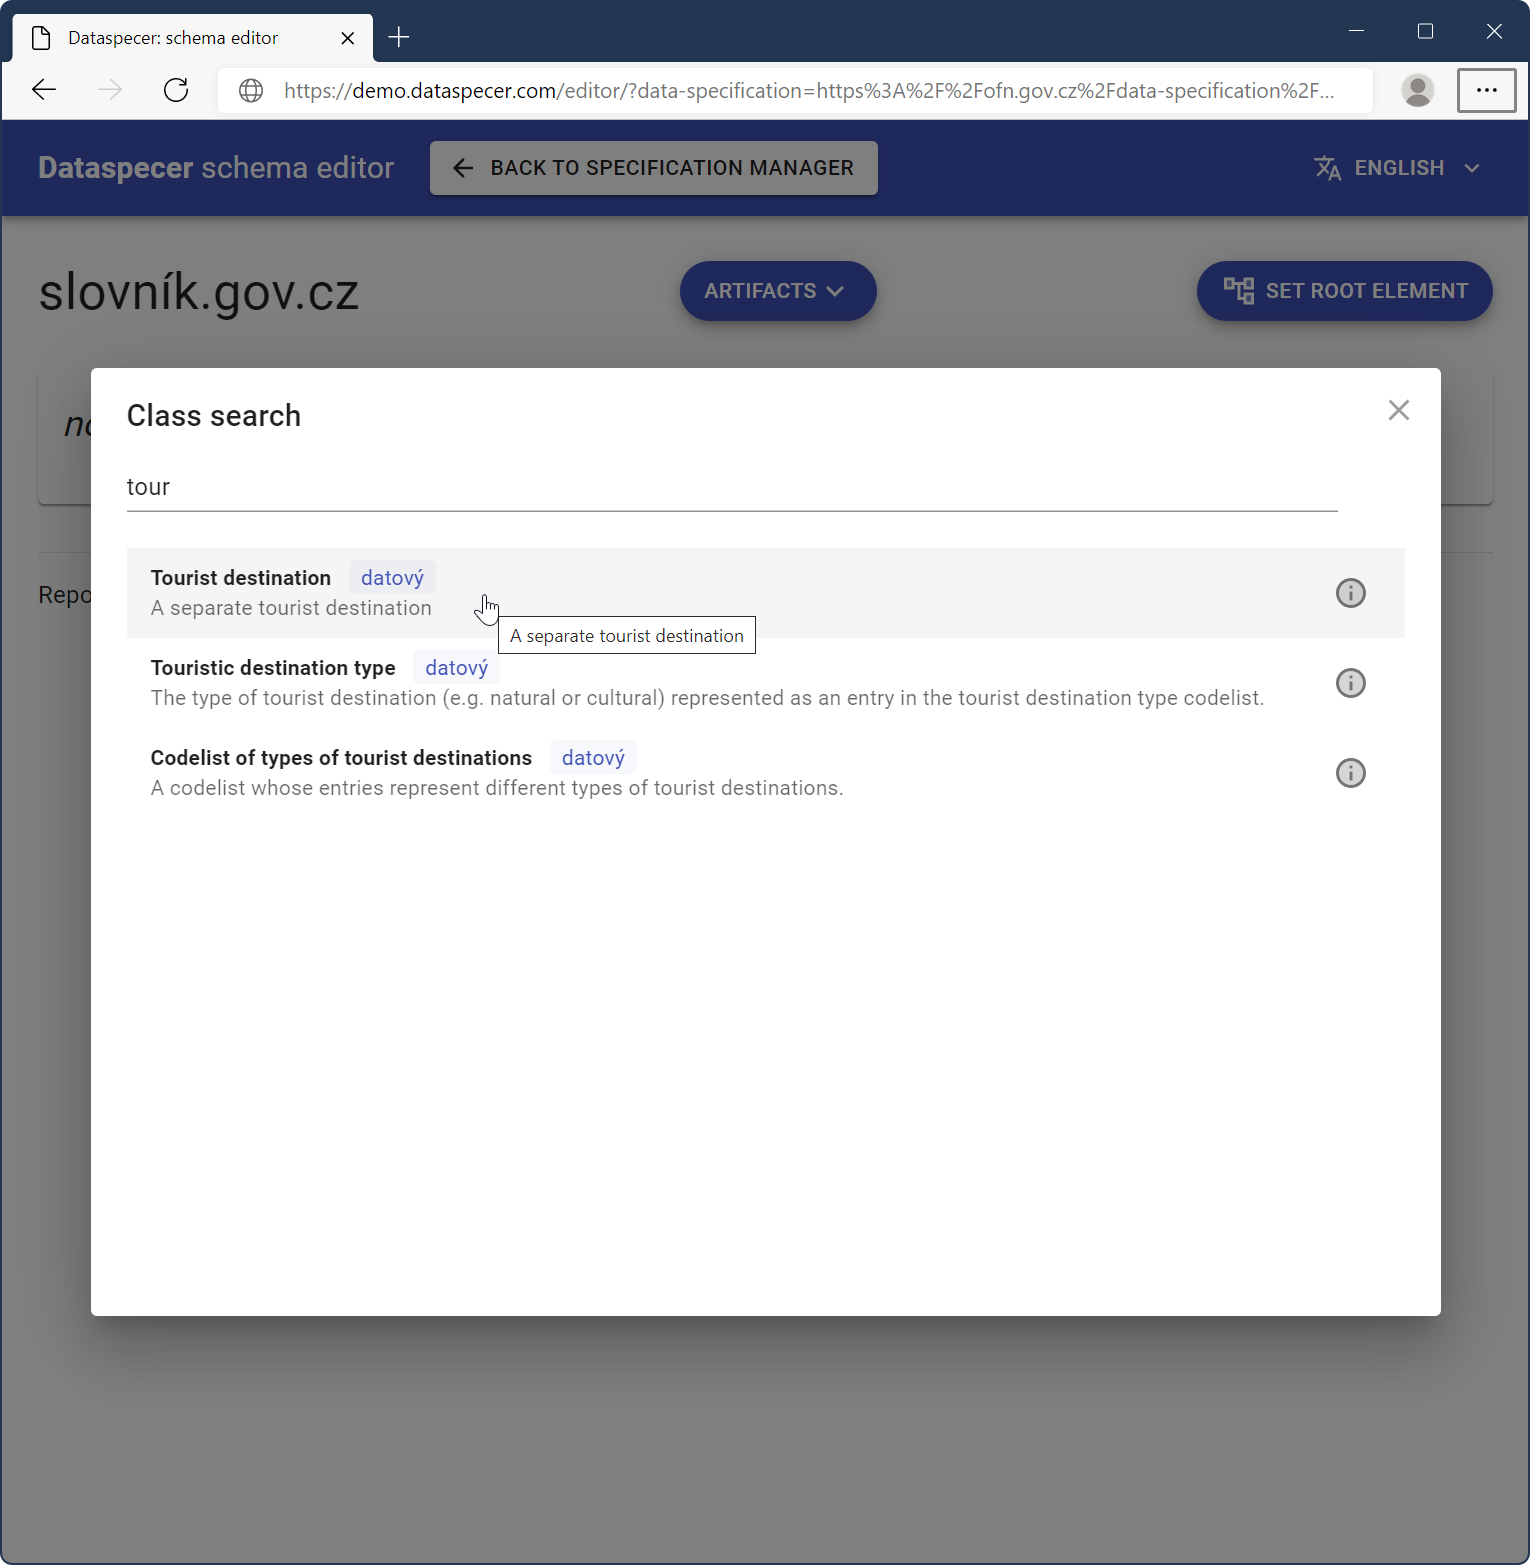 Dataspecer: schema editor
https://demo.dataspecer.com/editor/?data-specification=https%3A%2F%2Fofn.gov.cz%2Fdata-specification%2F...
Dataspecer schema editor
BACK TO SPECIFICATION MANAGER
ENGLISH
slovník.gov.cz
ARTIFACTS
SET ROOT ELEMENT
Class search
tour
Tourist destination datový
A separate tourist destination
A separate tourist destination
Touristic destination type datový
The type of tourist destination (e.g. natural or cultural) represented as an entry in the tourist destination type codelist.
Codelist of types of tourist destinations datový
A codelist whose entries represent different types of tourist destinations.